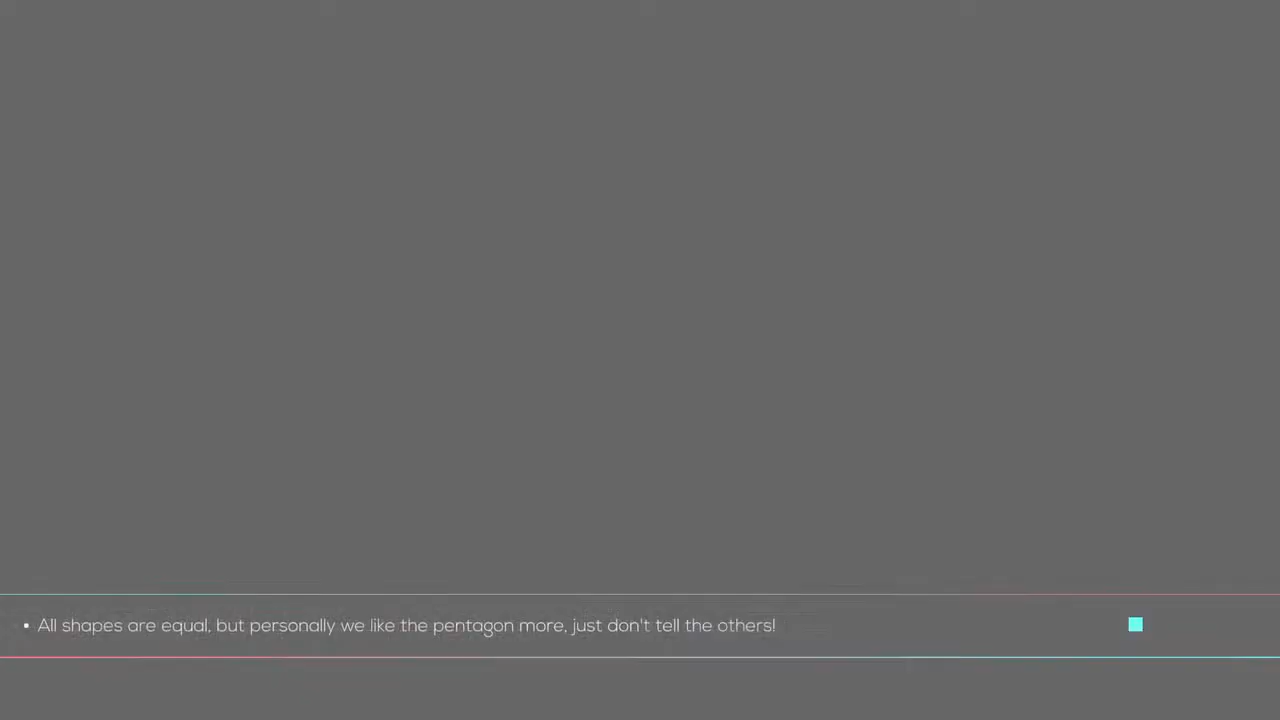 • All shapes are equal, but personally we like the pentagon more, just don't tell the others!